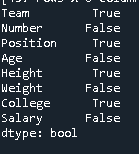 Team True
Number False
Position True
Age False
Height True
Weight False
College True
Salary False
dtype: bool